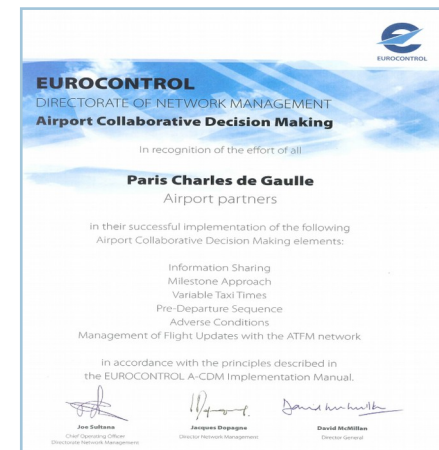 EUROCONTROL
EUROCONTROL
DIRECTORATE OF NETWORK MANAGEMENT
Airport Collaborative Decision Making
In recognition of the effort of all
Paris Charles de Gaulle
Airport partners
in their successful implementation of the following
Airport Collaborative Decision Making elements:
Information Sharing
Milestone Approach
Variable Taxi Times
Pre-Departure Sequence
Adverse Conditions
Management of Flight Updates with the ATFM network
in accordance with the principles described in
the EUROCONTROL A-CDM Implementation Manual.
Joe Sultana Jacques Dopagne David McMillan
Chief Operating Officer Director Network Management Director General
Directorate Network Management